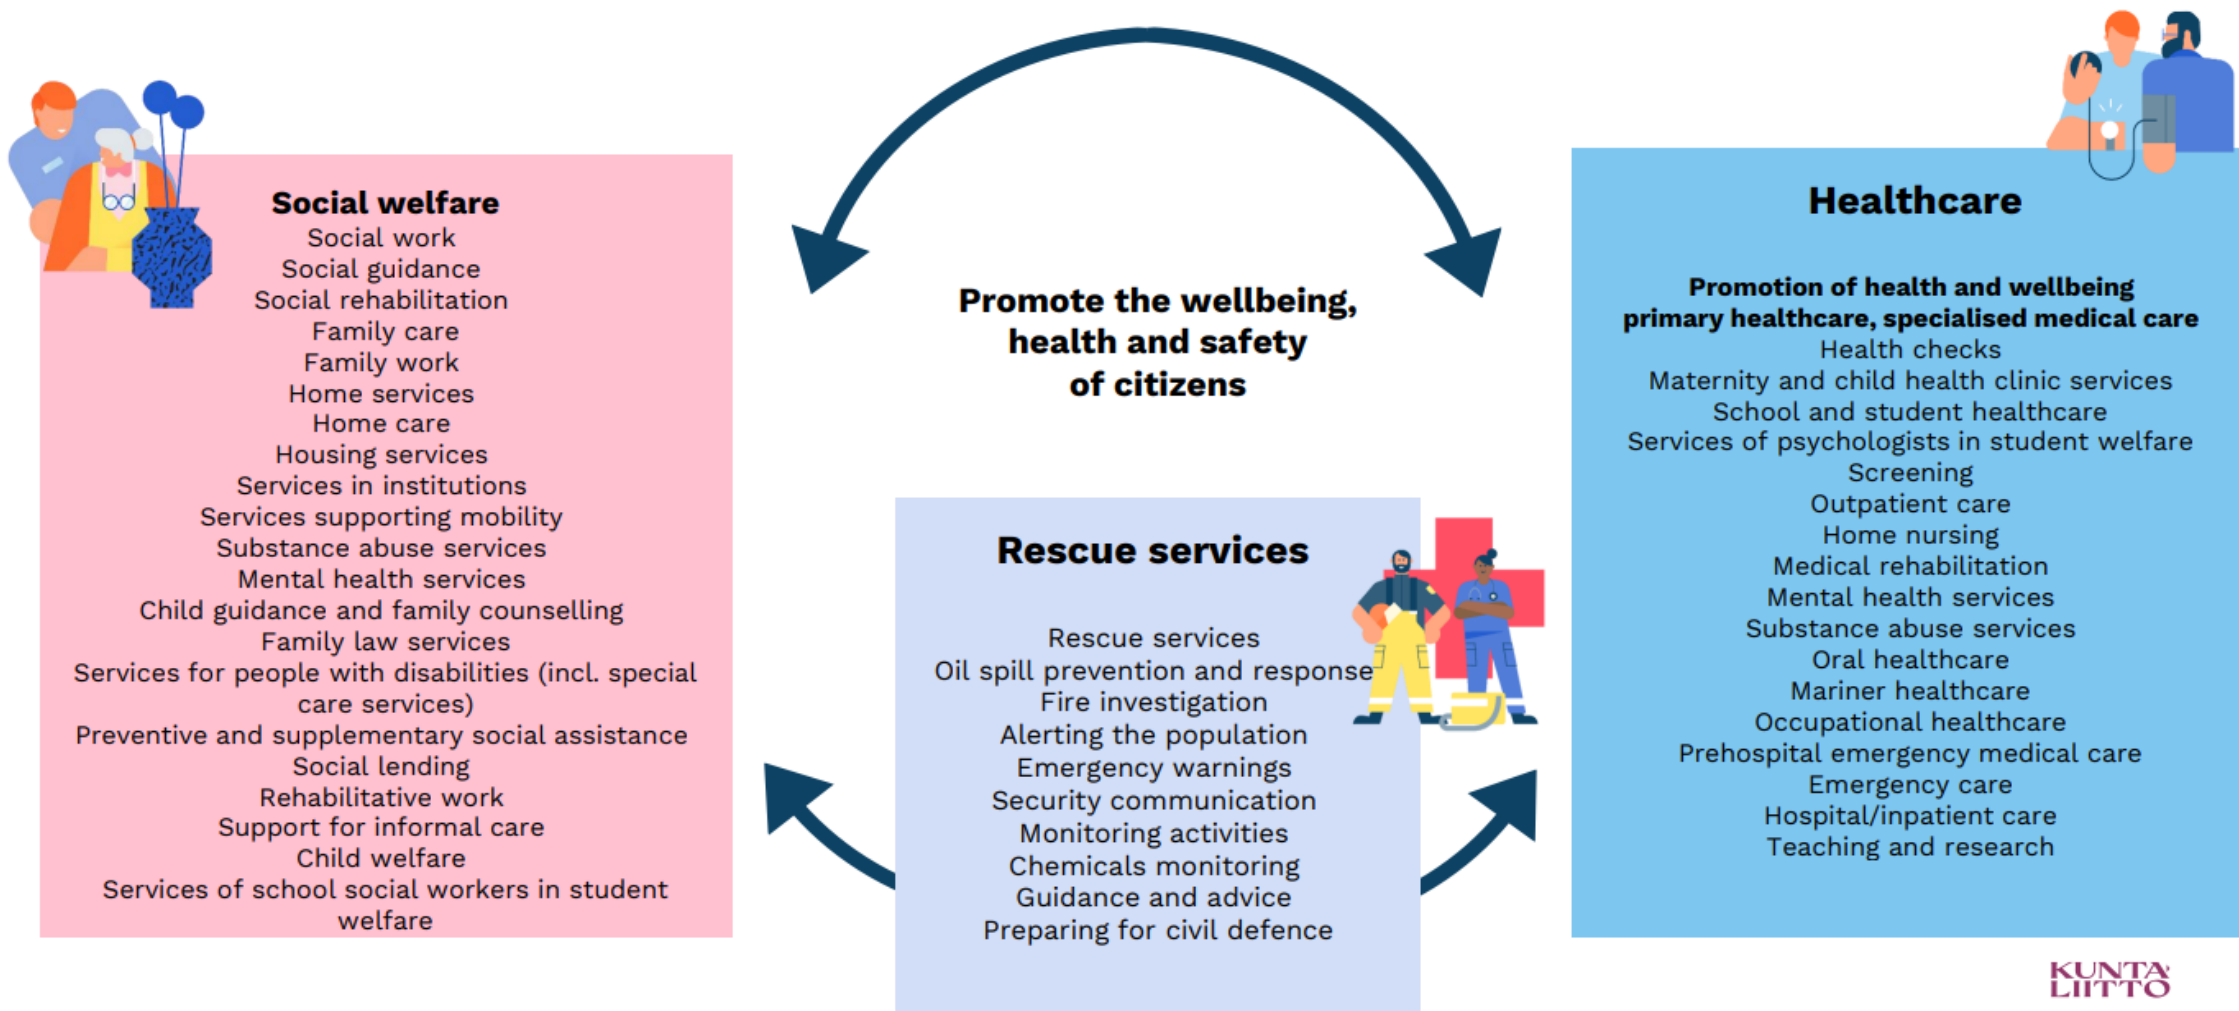 Social welfare
Social work
Social guidance
Social rehabilitation
Family care
Family work
Home services
Home care
Housing services
Services in institutions
Services supporting mobility
Substance abuse services
Mental health services
Child guidance and family counselling
Family law services
Services for people with disabilities (incl. special
care services)
Preventive and supplementary social assistance
Social lending
Rehabilitative work
Support for informal care
Child welfare
Services of school social workers in student
welfare
Promote the wellbeing,
health and safety
of citizens
Rescue services
Rescue services
Oil spill prevention and response
Fire investigation
Alerting the population
Emergency warnings
Security communication
Monitoring activities
Chemicals monitoring
Guidance and advice
Preparing for civil defence
Healthcare
Promotion of health and wellbeing
primary healthcare, specialised medical care
Health checks
Maternity and child health clinic services
School and student healthcare
Services of psychologists in student welfare
Screening
Outpatient care
Home nursing
Medical rehabilitation
Mental health services
Substance abuse services
Oral healthcare
Mariner healthcare
Occupational healthcare
Prehospital emergency medical care
Emergency care
Hospital/inpatient care
Teaching and research
KUNTA
LIITTO